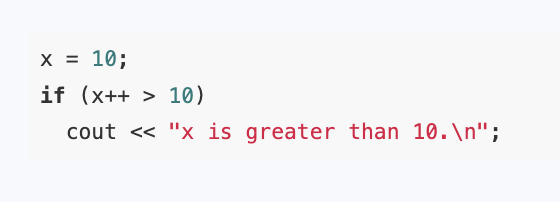 x = 10;
if (x++ > 10)
  cout << "x is greater than 10.\n";